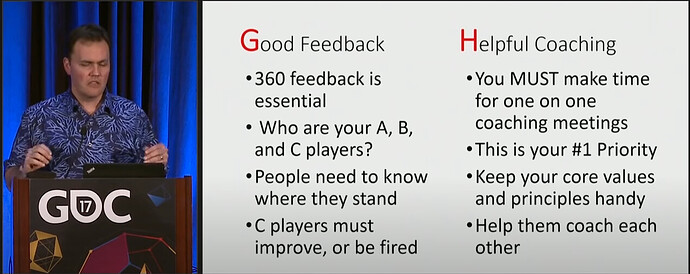 GDC
17
Good Feedback
•360 feedback is
essential
• Who are your A, B,
and C players?
•People need to know
where they stand
•C players must
improve, or be fired
Helpful Coaching
•You MUST make time
for one on one
coaching meetings
•This is your #1 Priority
•Keep your core values
and principles handy
•Help them coach each
other